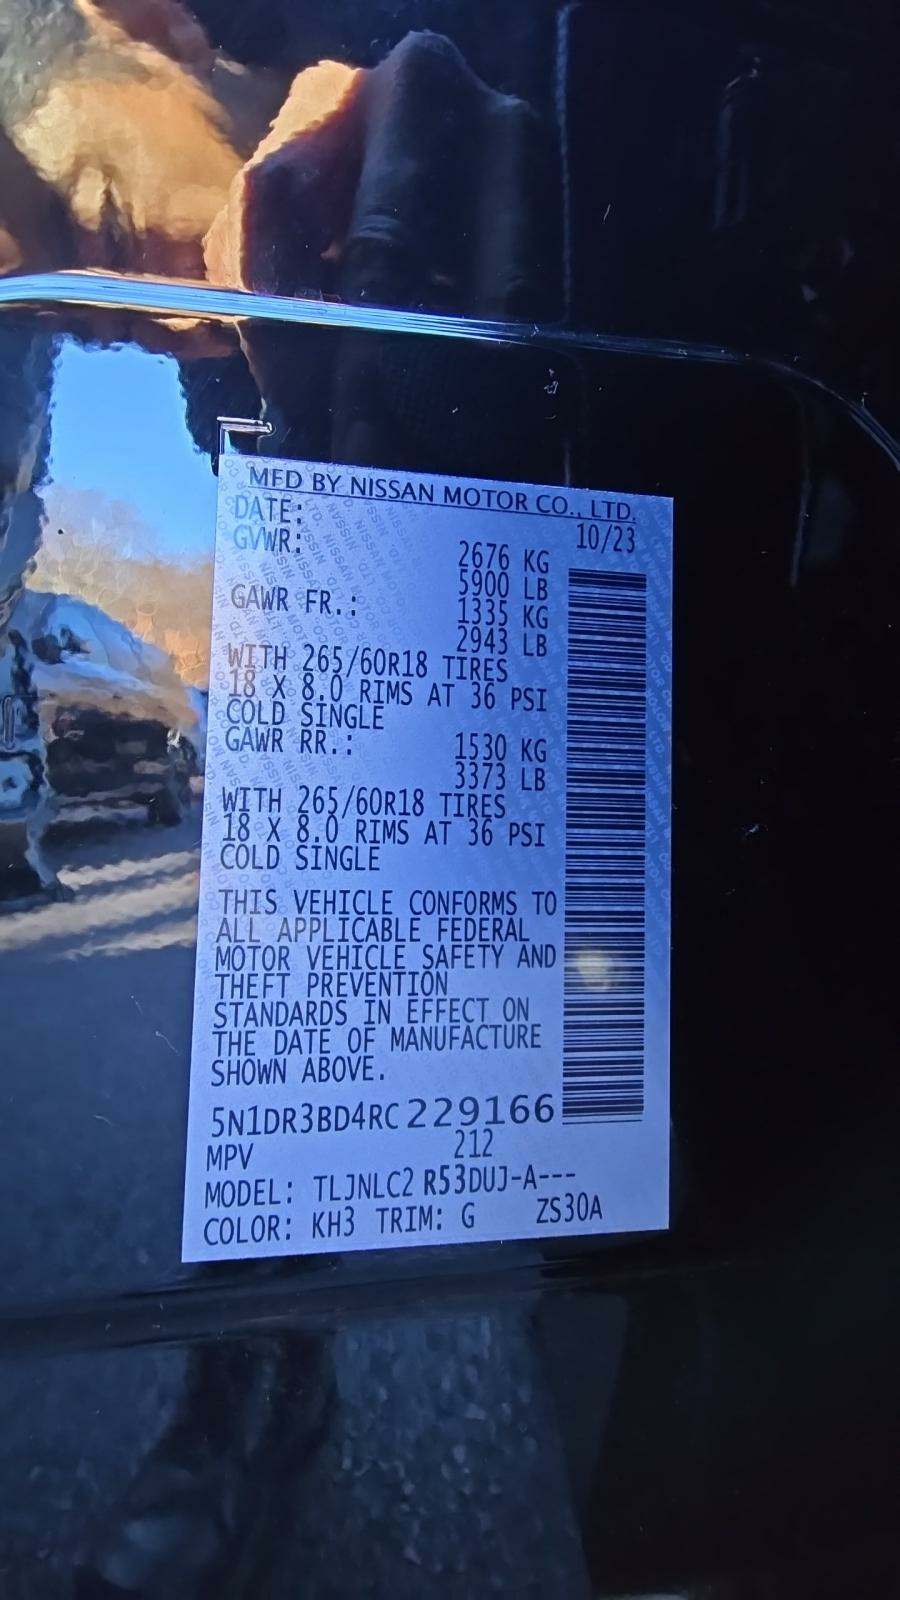 MFD BY NISSAN MOTOR CO., LTD.
DATE: 10/23
GVWR: 2676 KG
5900 LB
GAWR FR.: 1335 KG
2943 LB
WITH 265/60R18 TIRES
18 X 8.0 RIMS AT 36 PSI
COLD SINGLE
GAWR RR.: 1530 KG
3373 LB
WITH 265/60R18 TIRES
18 X 8.0 RIMS AT 36 PSI
COLD SINGLE
THIS VEHICLE CONFORMS TO
ALL APPLICABLE FEDERAL
MOTOR VEHICLE SAFETY AND
THEFT PREVENTION
STANDARDS IN EFFECT ON
THE DATE OF MANUFACTURE
SHOWN ABOVE.
5N1DR3BD4RC229166
MPV 212
MODEL: TLJNLC2 R53DUJ-A---
COLOR: KH3 TRIM: G ZS30A